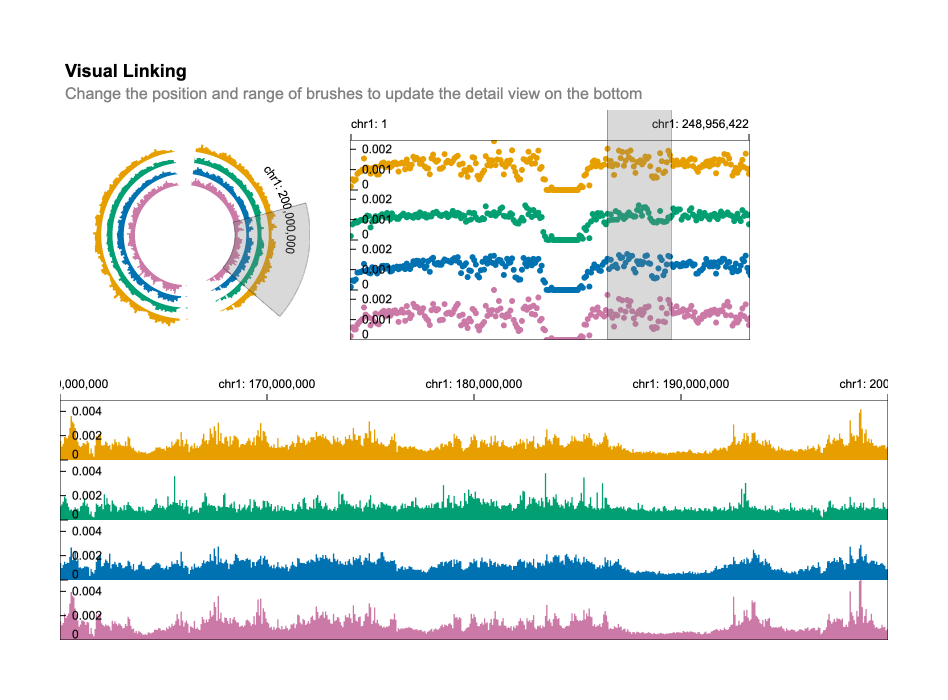 Visual Linking
Change the position and range of brushes to update the detail view on the bottom
chr1: 200,000,000
chr1: 1
chr1: 248,956,422
0.002
0.001
0
0.002
0.001
0
0.002
0.001
0
0.002
0.001
0
0,000,000
chr1: 170,000,000
chr1: 180,000,000
chr1: 190,000,000
chr1: 200
0.004
0.002
0
0.004
0.002
0
0.004
0.002
0
0.004
0.002
0